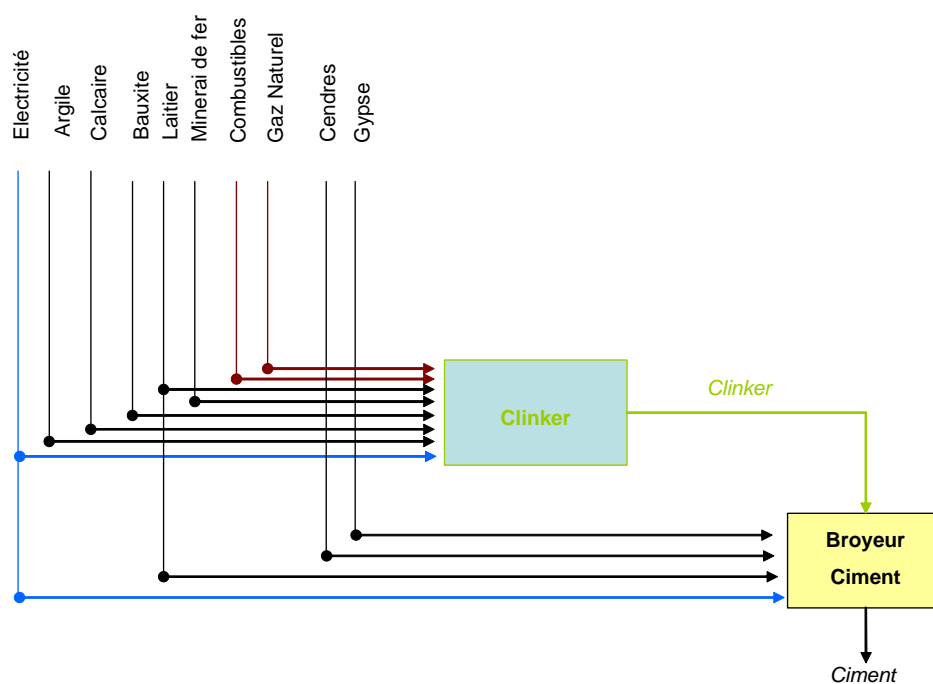 Electricité
Argile
Calcaire
Bauxite
Laitier
Minerai de fer
Combustibles
Gaz Naturel
Cendres
Gypse
Clinker
Clinker
Broyeur
Ciment
Ciment